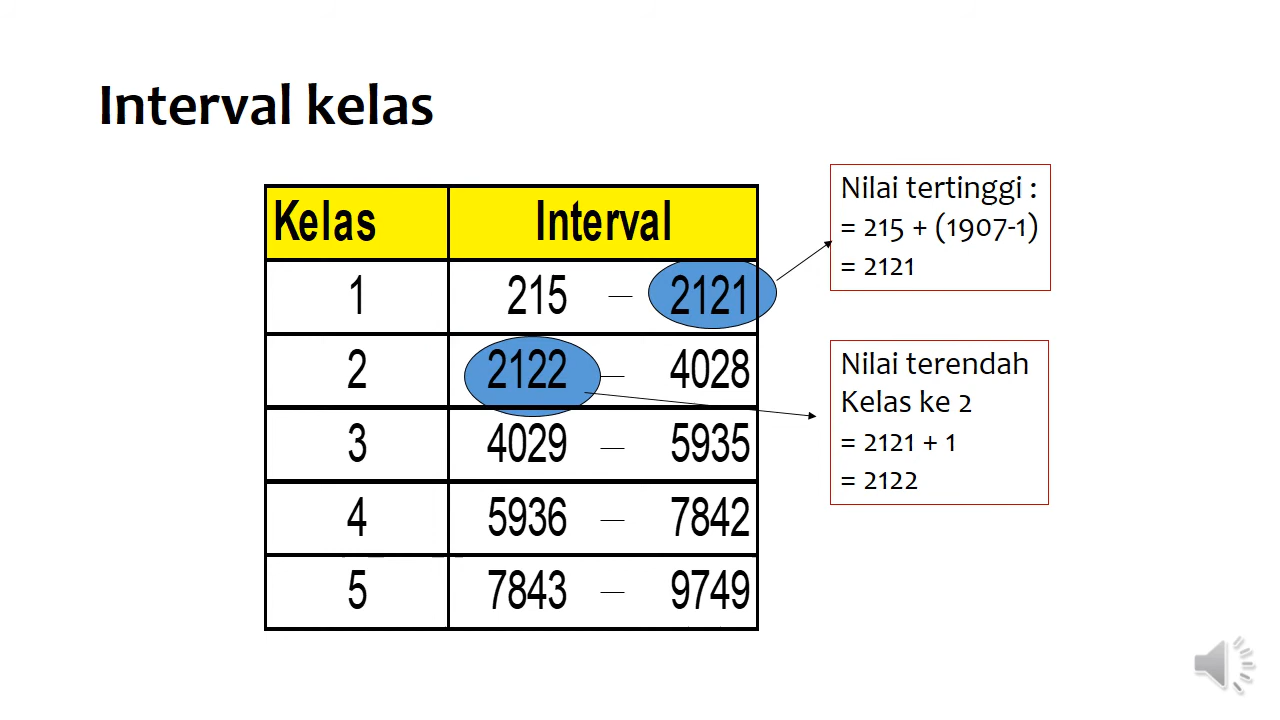 Interval kelas
Kelas Interval
1 215 – 2121
2 2122 – 4028
3 4029 – 5935
4 5936 – 7842
5 7843 – 9749
Nilai tertinggi :
= 215 + (1907-1)
= 2121
Nilai terendah
Kelas ke 2
= 2121 + 1
= 2122